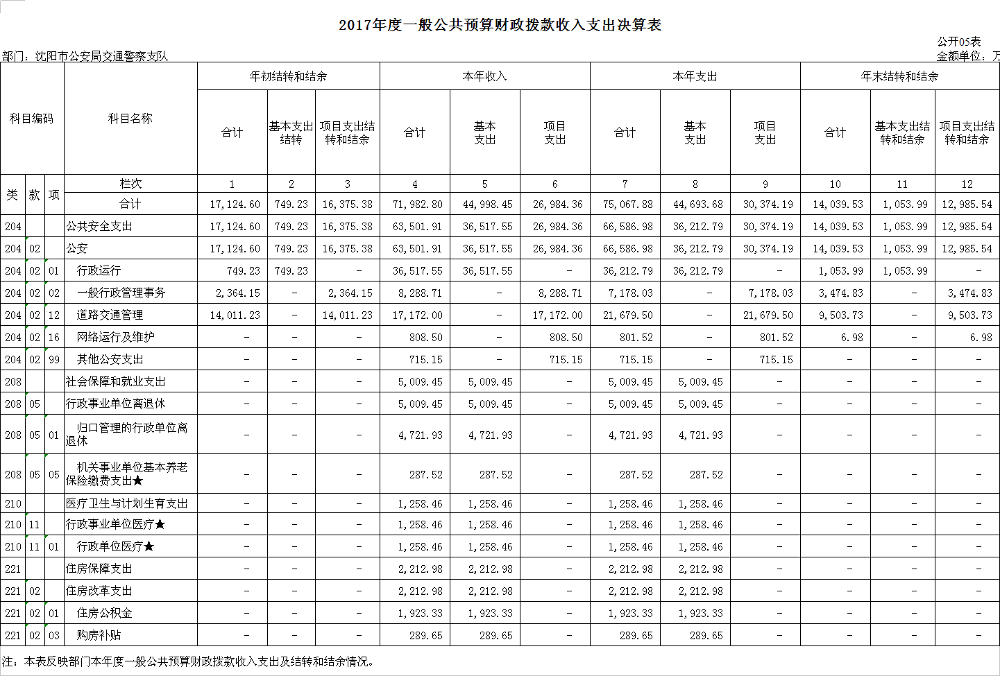 2017年度一般公共预算财政拨款收入支出决算表
公开05表
部门：沈阳市公安局交通警察支队 金额单位：万
科目编码 科目名称 年初结转和结余 本年收入 本年支出 年末结转和结余
合计 基本支出结转 项目支出结转和结余 合计 基本支出 项目支出 合计 基本支出 项目支出 合计 基本支出结转和结余 项目支出结转和结余
类 款 项 栏次 1 2 3 4 5 6 7 8 9 10 11 12
合计 17,124.60 749.23 16,375.38 71,982.80 44,998.45 26,984.36 75,067.88 44,693.68 30,374.19 14,039.53 1,053.99 12,985.54
204 公共安全支出 17,124.60 749.23 16,375.38 63,501.91 36,517.55 26,984.36 66,586.98 36,212.79 30,374.19 14,039.53 1,053.99 12,985.54
204 02 公安 17,124.60 749.23 16,375.38 63,501.91 36,517.55 26,984.36 66,586.98 36,212.79 30,374.19 14,039.53 1,053.99 12,985.54
204 02 01 行政运行 749.23 749.23 - 36,517.55 36,517.55 - 36,212.79 36,212.79 - 1,053.99 1,053.99 -
204 02 02 一般行政管理事务 2,364.15 - 2,364.15 8,288.71 - 8,288.71 7,178.03 - 7,178.03 3,474.83 - 3,474.83
204 02 12 道路交通管理 14,011.23 - 14,011.23 17,172.00 - 17,172.00 21,679.50 - 21,679.50 9,503.73 - 9,503.73
204 02 16 网络运行及维护 - - - 808.50 - 808.50 801.52 - 801.52 6.98 - 6.98
204 02 99 其他公安支出 - - - 715.15 - 715.15 715.15 - 715.15 - - -
208 社会保障和就业支出 - - - 5,009.45 5,009.45 - 5,009.45 5,009.45 - - - -
208 05 行政事业单位离退休 - - - 5,009.45 5,009.45 - 5,009.45 5,009.45 - - - -
208 05 01 归口管理的行政单位离退休 - - - 4,721.93 4,721.93 - 4,721.93 4,721.93 - - - -
208 05 05 机关事业单位基本养老保险缴费支出★ - - - 287.52 287.52 - 287.52 287.52 - - - -
210 医疗卫生与计划生育支出 - - - 1,258.46 1,258.46 - 1,258.46 1,258.46 - - - -
210 11 行政事业单位医疗★ - - - 1,258.46 1,258.46 - 1,258.46 1,258.46 - - - -
210 11 01 行政单位医疗★ - - - 1,258.46 1,258.46 - 1,258.46 1,258.46 - - - -
221 住房保障支出 - - - 2,212.98 2,212.98 - 2,212.98 2,212.98 - - - -
221 02 住房改革支出 - - - 2,212.98 2,212.98 - 2,212.98 2,212.98 - - - -
221 02 01 住房公积金 - - - 1,923.33 1,923.33 - 1,923.33 1,923.33 - - - -
221 02 03 购房补贴 - - - 289.65 289.65 - 289.65 289.65 - - - -
注：本表反映部门本年度一般公共预算财政拨款收入支出及结转和结余情况。